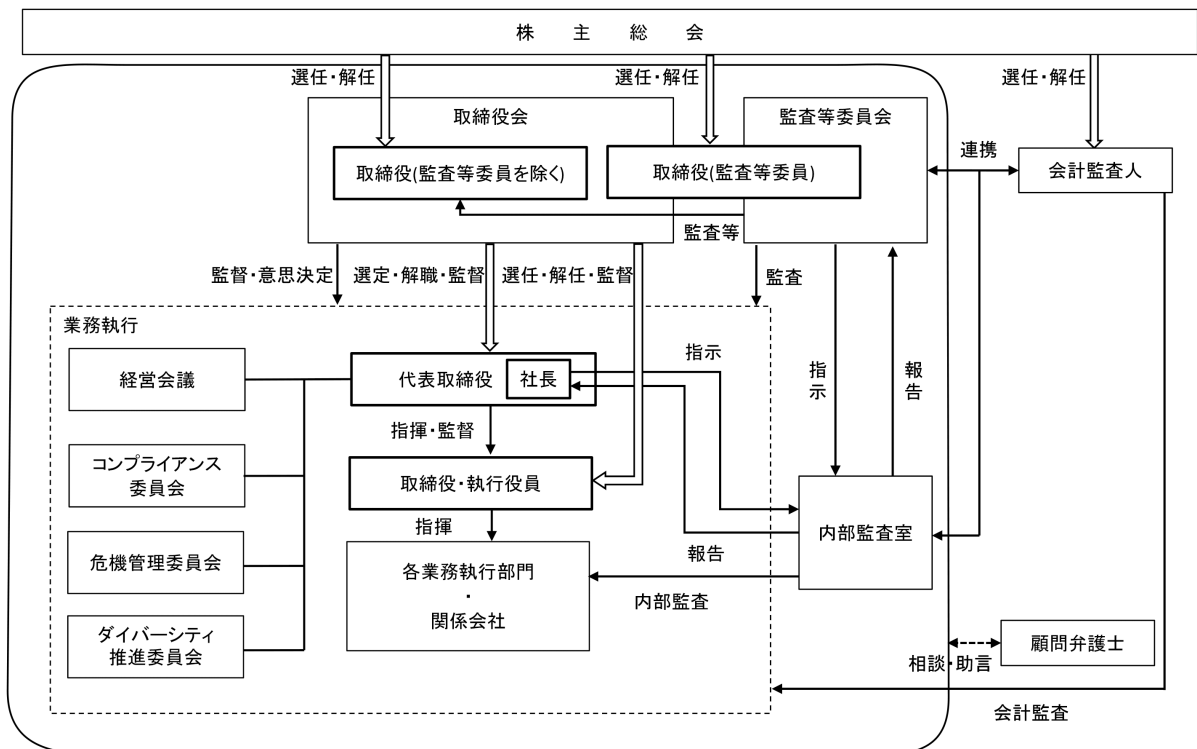 株主総会
選任・解任
選任・解任
選任・解任
取締役会
監査等委員会
取締役(監査等委員を除く)
取締役(監査等委員)
連携
会計監査人
監査等
監督・意思決定
選定・解職・監督
選任・解任・監督
監査
業務執行
経営会議
代表取締役
社長
指示
指示
報告
指揮・監督
コンプライアンス
委員会
取締役・執行役員
内部監査室
指揮
危機管理委員会
各業務執行部門
・
関係会社
報告
内部監査
ダイバーシティ
推進委員会
顧問弁護士
相談・助言
会計監査